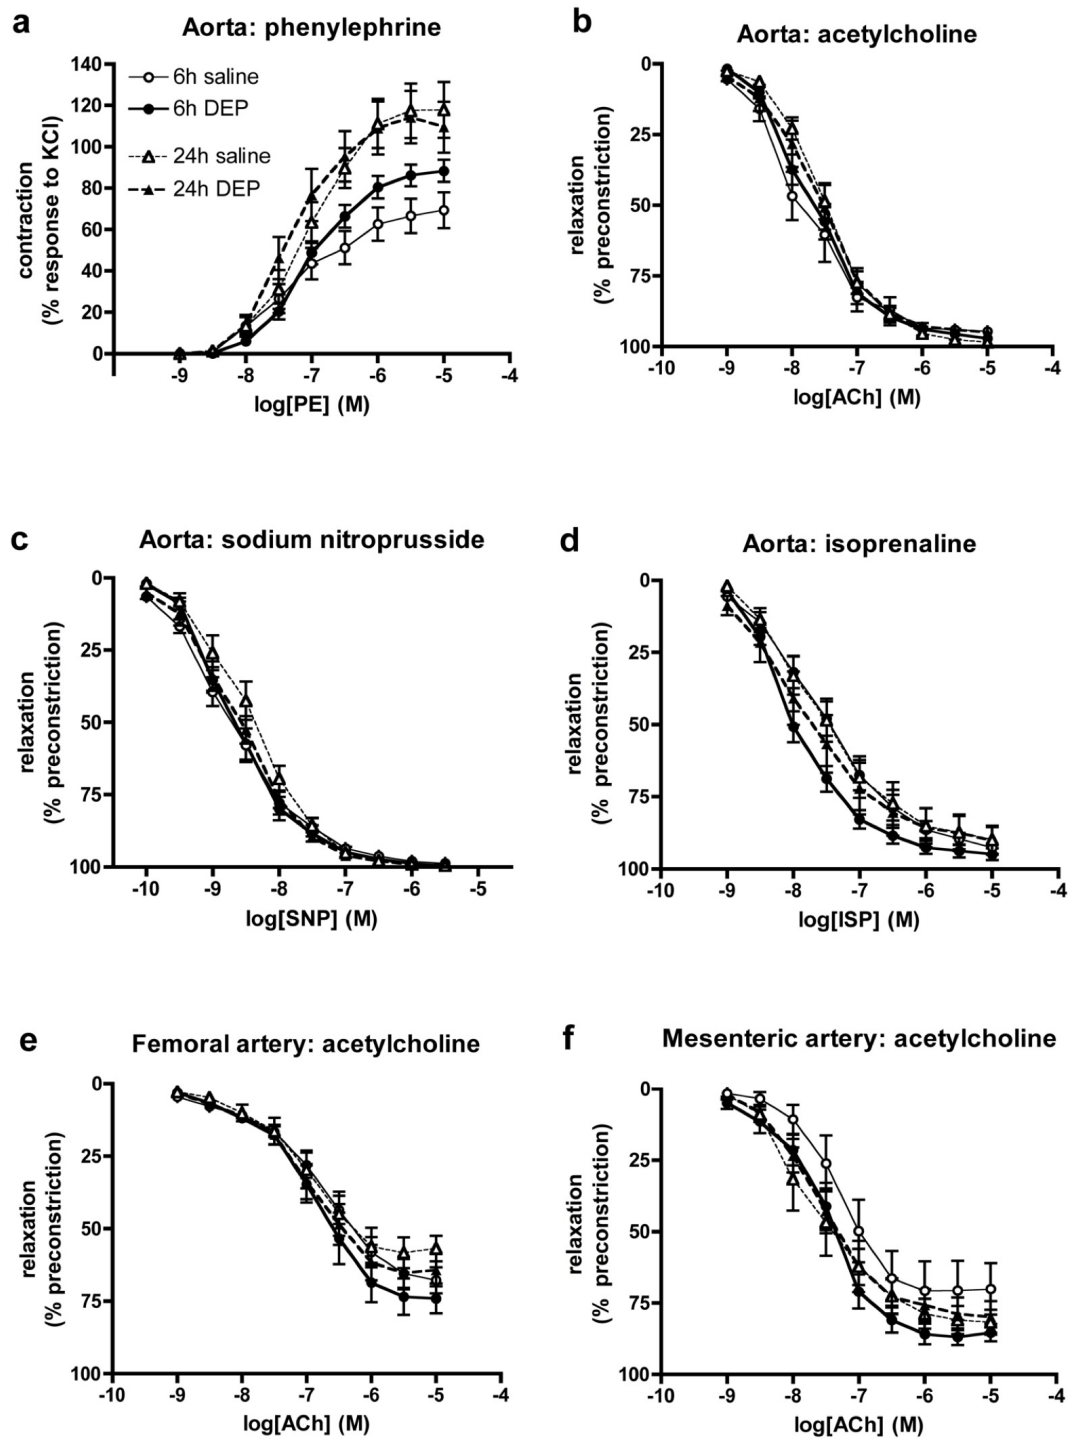 a
Aorta: phenylephrine
140
120
100
80
60
40
20
0
contraction
(% response to KCl)
6h saline
6h DEP
24h saline
24h DEP
-9 -8 -7 -6 -5 -4
log[PE] (M)
b
Aorta: acetylcholine
0
25
50
75
100
relaxation
(% preconstriction)
-10 -9 -8 -7 -6 -5 -4
log[ACh] (M)
c
Aorta: sodium nitroprusside
0
25
50
75
100
relaxation
(% preconstriction)
-10 -9 -8 -7 -6 -5
log[SNP] (M)
d
Aorta: isoprenaline
0
25
50
75
100
relaxation
(% preconstriction)
-10 -9 -8 -7 -6 -5 -4
log[ISP] (M)
e
Femoral artery: acetylcholine
0
25
50
75
100
relaxation
(% preconstriction)
-10 -9 -8 -7 -6 -5 -4
log[ACh] (M)
f
Mesenteric artery: acetylcholine
0
25
50
75
100
relaxation
(% preconstriction)
-10 -9 -8 -7 -6 -5 -4
log[ACh] (M)